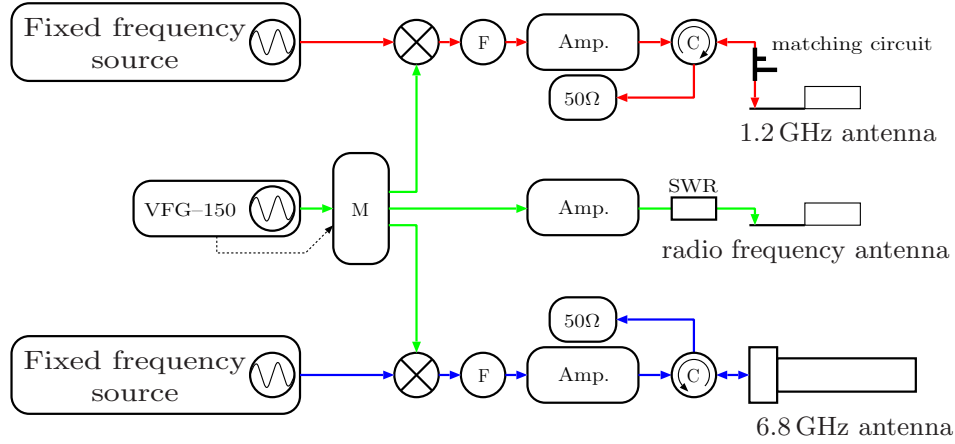 Fixed frequency
source
F
Amp.
C
matching circuit
50Ω
1.2 GHz antenna
VFG–150
M
Amp.
SWR
radio frequency antenna
50Ω
Fixed frequency
source
F
Amp.
C
6.8 GHz antenna